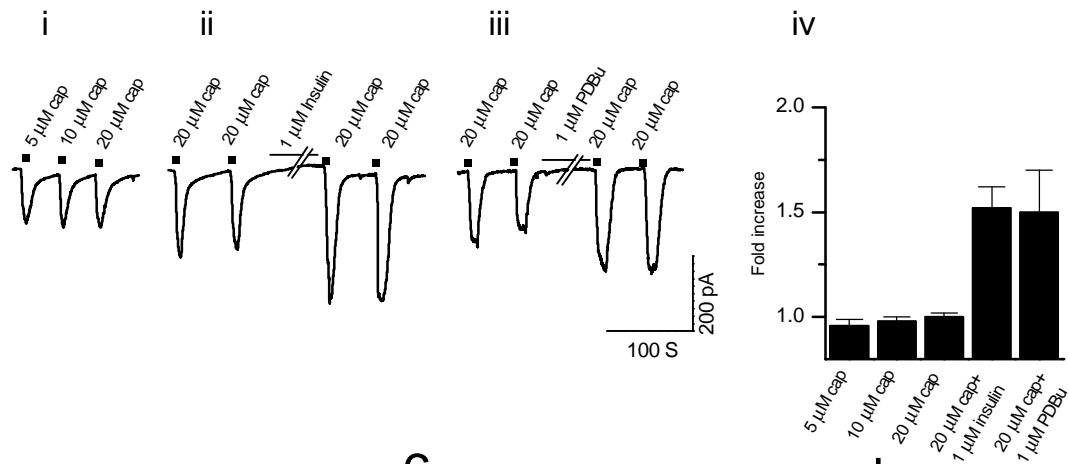 i
ii
iii
iv
5 µM cap
10 µM cap
20 µM cap
20 µM cap
20 µM cap
1 µM Insulin
20 µM cap
20 µM cap
20 µM cap
20 µM cap
1 µM PDBu
20 µM cap
20 µM cap
200 pA
100 S
Fold increase
2.0
1.5
1.0
5 µM cap
10 µM cap
20 µM cap
20 µM cap+
1 µM insulin
20 µM cap+
1 µM PDBu